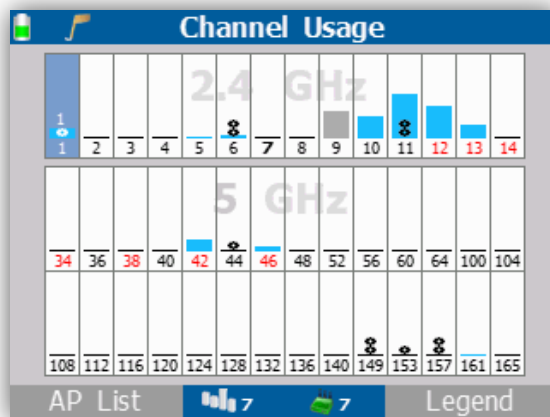 Channel Usage
2.4 GHz
1
1 2 3 4 5 6 7 8 9 10 11 12 13 14
5 GHz
34 36 38 40 42 44 46 48 52 56 60 64 100 104
108 112 116 120 124 128 132 136 140 149 153 157 161 165
AP List 7 7 Legend